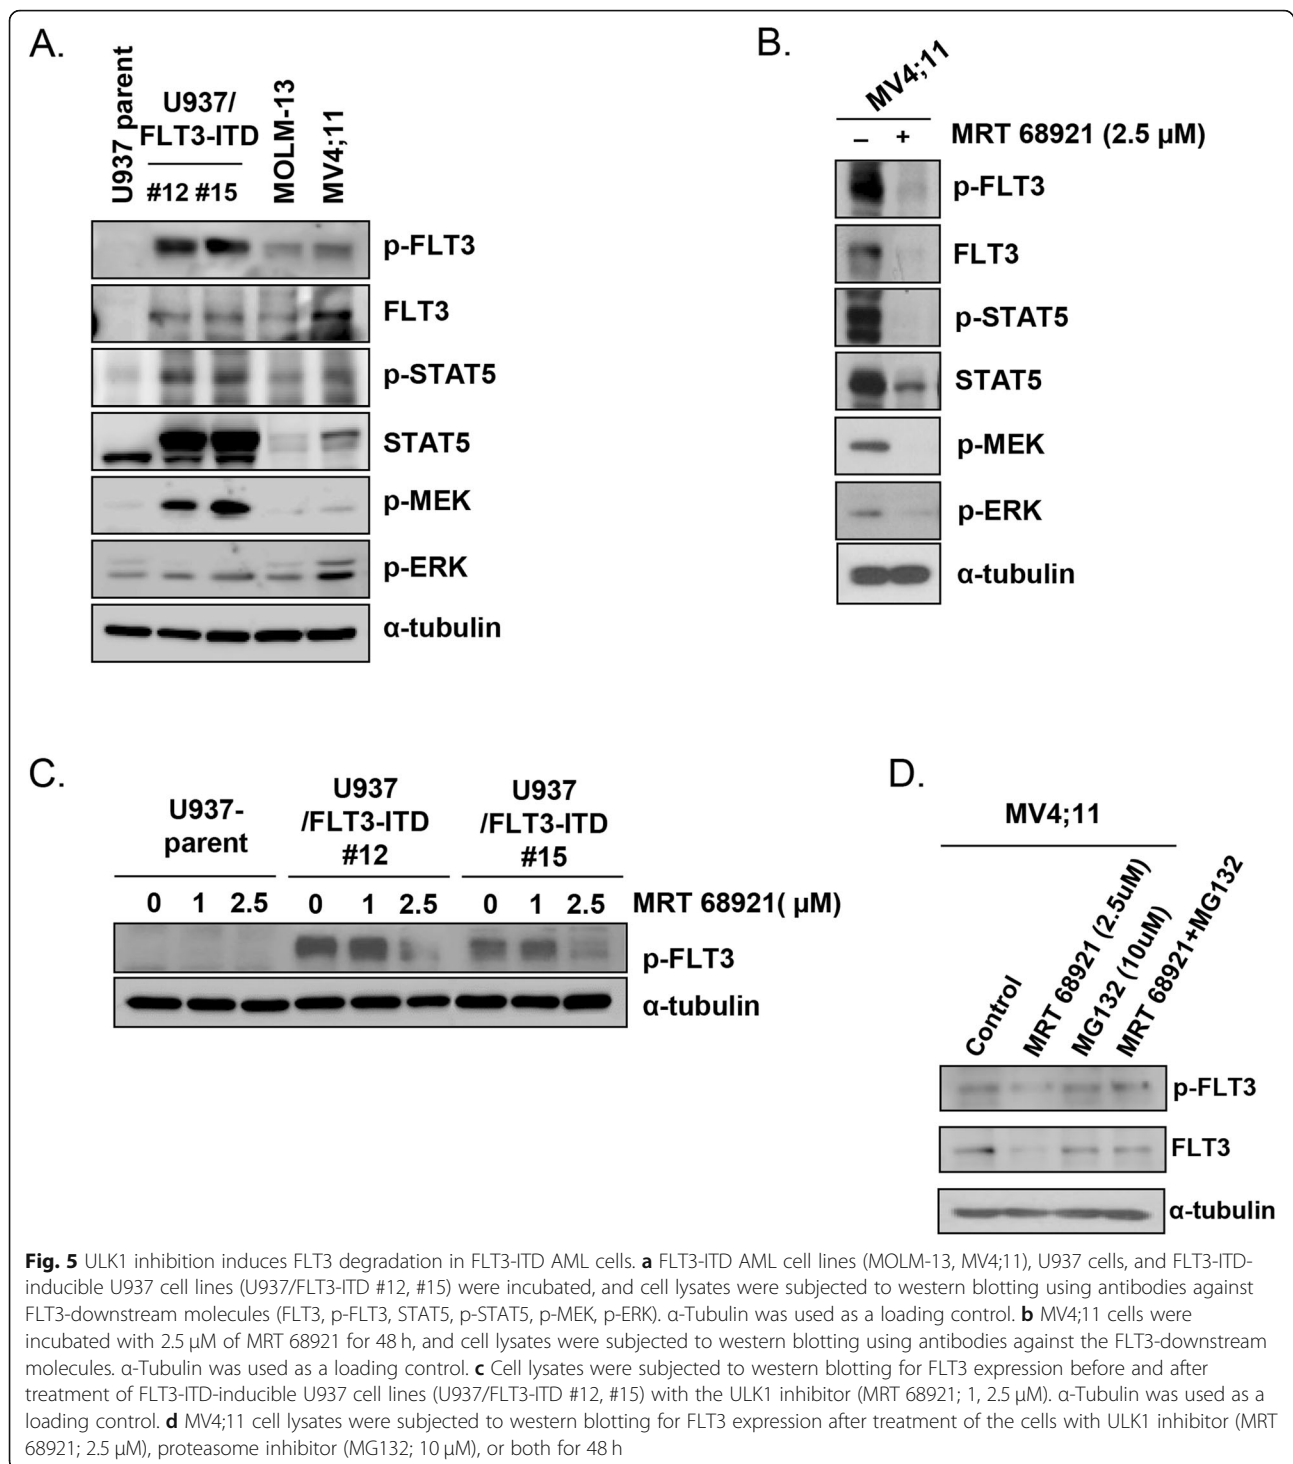 A.
U937 parent
U937/
FLT3-ITD
#12 #15
MOLM-13
MV4;11
p-FLT3
FLT3
p-STAT5
STAT5
p-MEK
p-ERK
α-tubulin
B.
MV4;11
– + MRT 68921 (2.5 µM)
p-FLT3
FLT3
p-STAT5
STAT5
p-MEK
p-ERK
α-tubulin
C.
U937-
parent
U937
/FLT3-ITD
#12
U937
/FLT3-ITD
#15
0 1 2.5 0 1 2.5 0 1 2.5 MRT 68921( µM)
p-FLT3
α-tubulin
D.
MV4;11
Control
MRT 68921 (2.5uM)
MG132 (10uM)
MRT 68921+MG132
p-FLT3
FLT3
α-tubulin
Fig. 5 ULK1 inhibition induces FLT3 degradation in FLT3-ITD AML cells. a FLT3-ITD AML cell lines (MOLM-13, MV4;11), U937 cells, and FLT3-ITD-
inducible U937 cell lines (U937/FLT3-ITD #12, #15) were incubated, and cell lysates were subjected to western blotting using antibodies against
FLT3-downstream molecules (FLT3, p-FLT3, STAT5, p-STAT5, p-MEK, p-ERK). α-Tubulin was used as a loading control. b MV4;11 cells were
incubated with 2.5 µM of MRT 68921 for 48 h, and cell lysates were subjected to western blotting using antibodies against the FLT3-downstream
molecules. α-Tubulin was used as a loading control. c Cell lysates were subjected to western blotting for FLT3 expression before and after
treatment of FLT3-ITD-inducible U937 cell lines (U937/FLT3-ITD #12, #15) with the ULK1 inhibitor (MRT 68921; 1, 2.5 µM). α-Tubulin was used as a
loading control. d MV4;11 cell lysates were subjected to western blotting for FLT3 expression after treatment of the cells with ULK1 inhibitor (MRT
68921; 2.5 µM), proteasome inhibitor (MG132; 10 µM), or both for 48 h